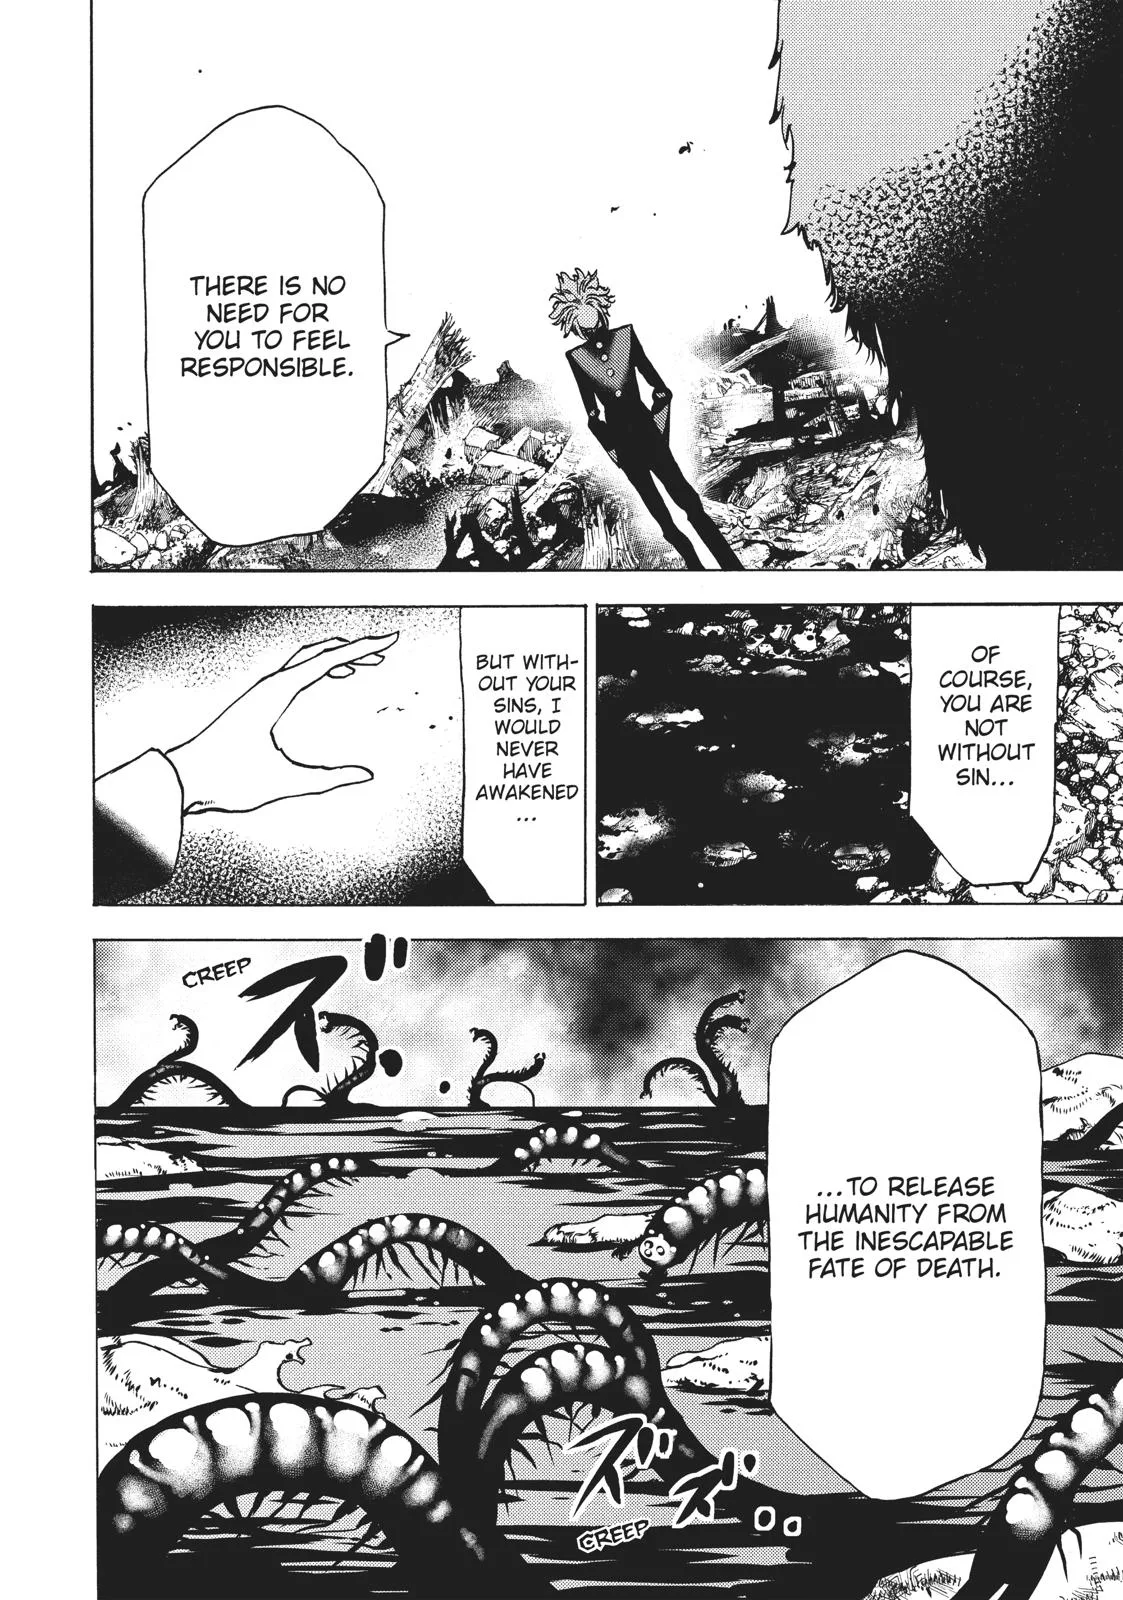 THERE IS NO
NEED FOR
YOU TO FEEL
RESPONSIBLE.
OF
COURSE,
YOU ARE
NOT
WITHOUT
SIN...
BUT WITH-
OUT YOUR
SINS, I
WOULD
NEVER
HAVE
AWAKENED
...
CREEP
ズズ...
...TO RELEASE
HUMANITY FROM
THE INESCAPABLE
FATE OF DEATH.
ズズズ...
CREEP